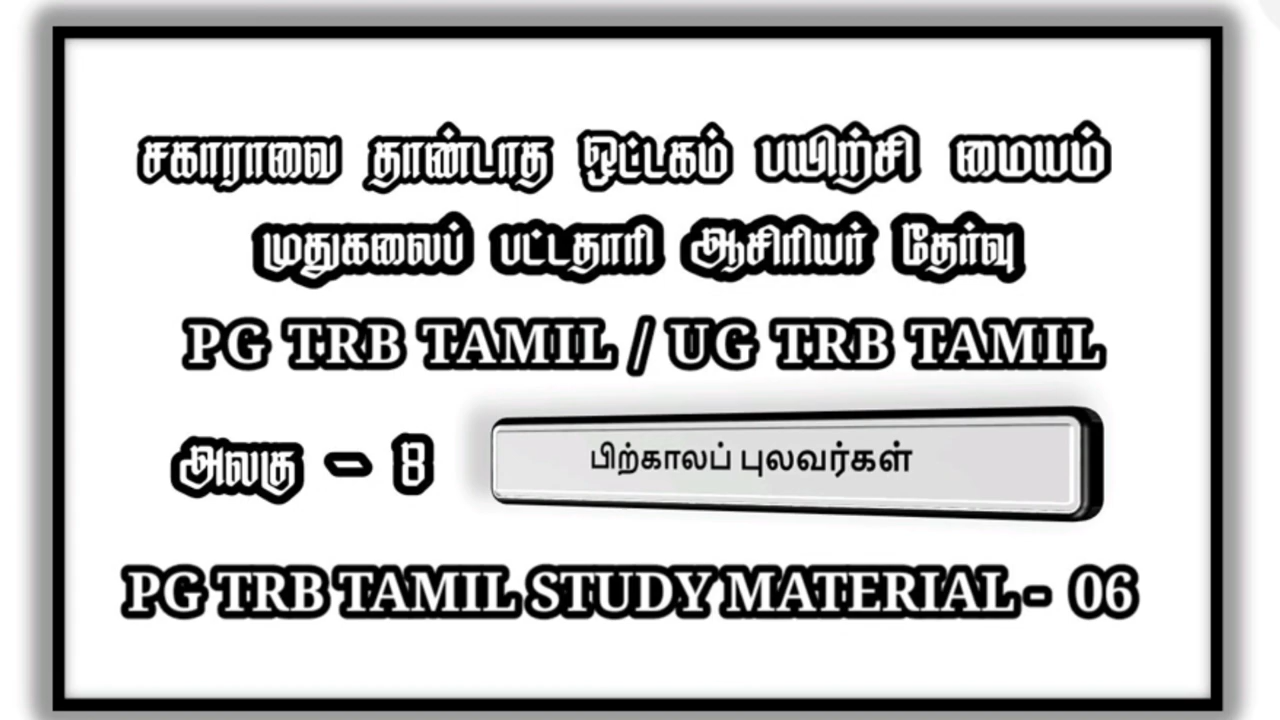 சகாராவை தாண்டாத ஒட்டகம் பயிற்சி மையம்
முதுகலைப் பட்டதாரி ஆசிரியர் தேர்வு
PG TRB TAMIL / UG TRB TAMIL
அலகு - 8 பிற்காலப் புலவர்கள்
PG TRB TAMIL STUDY MATERIAL - 06